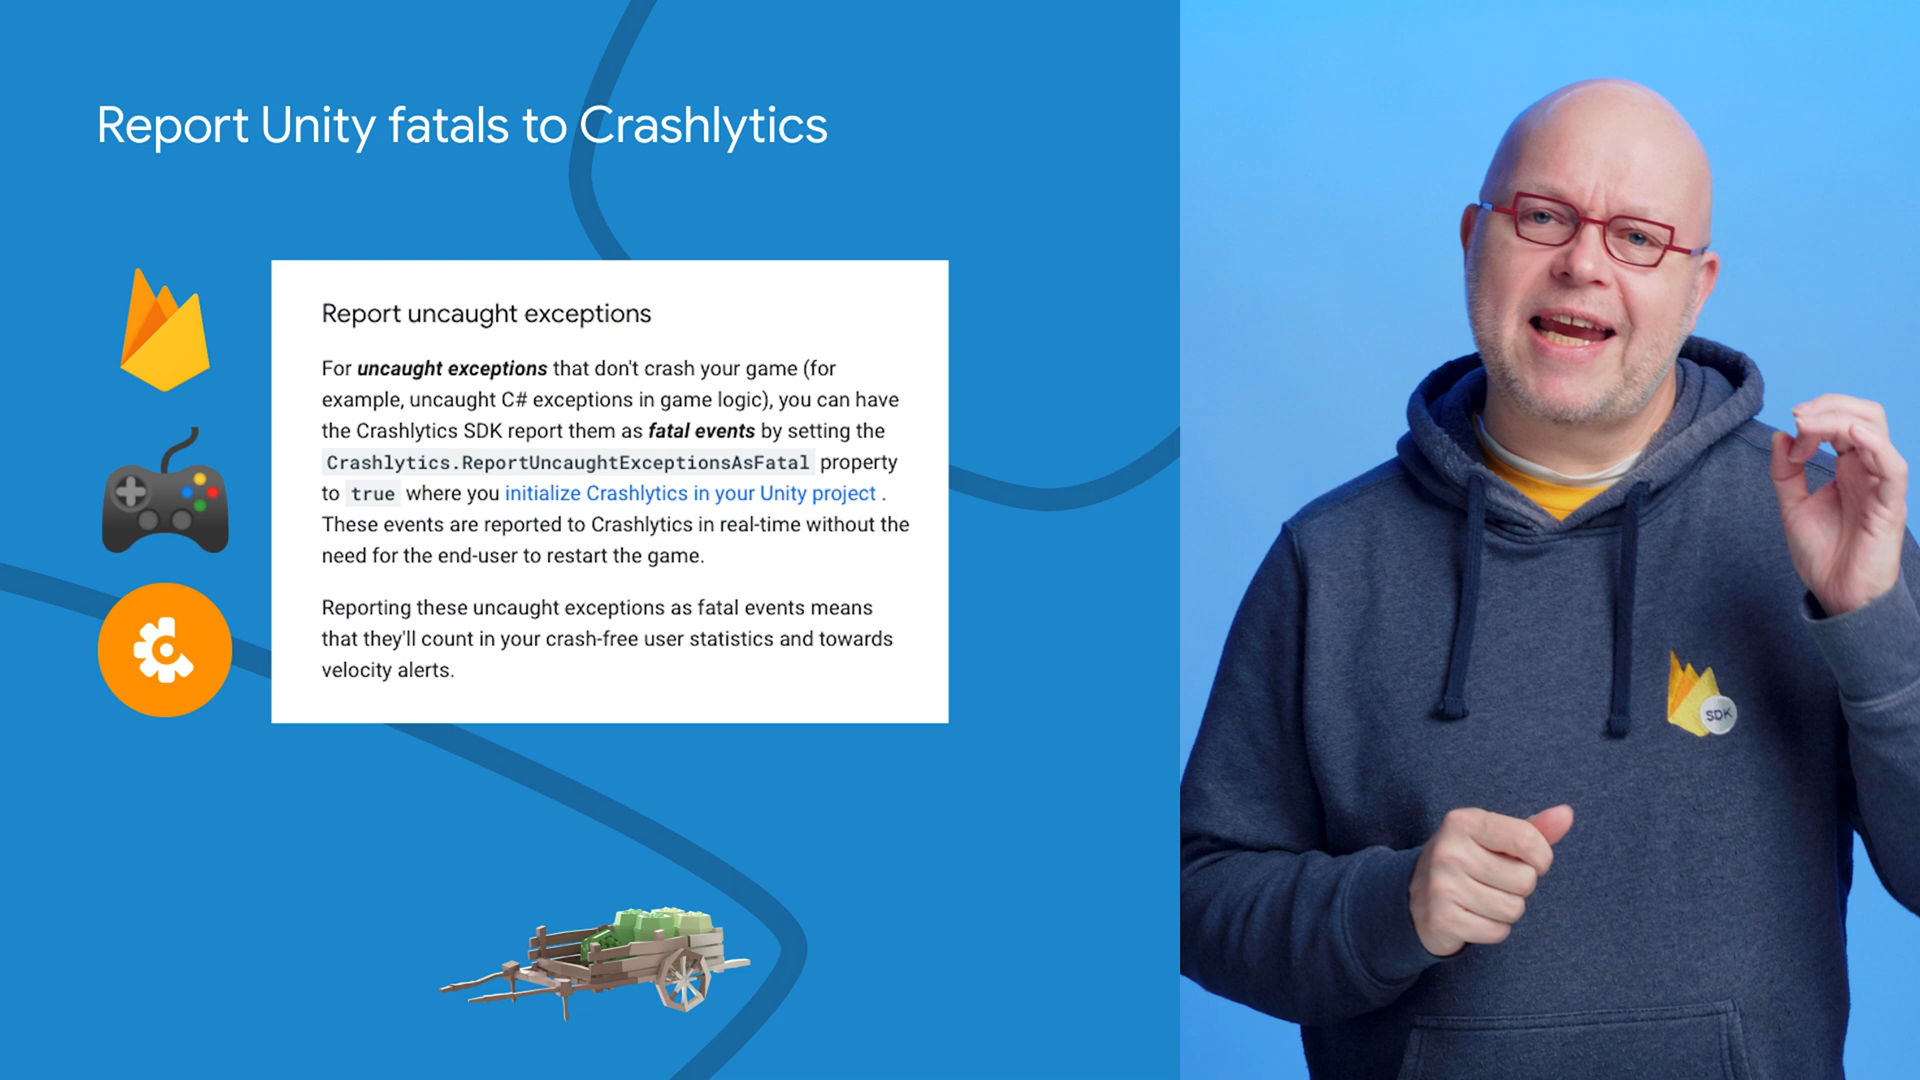 Report Unity fatals to Crashlytics
Report uncaught exceptions
For uncaught exceptions that don't crash your game (for
example, uncaught C# exceptions in game logic), you can have
the Crashlytics SDK report them as fatal events by setting the
Crashlytics.ReportUncaughtExceptionsAsFatal property
to true where you initialize Crashlytics in your Unity project .
These events are reported to Crashlytics in real-time without the
need for the end-user to restart the game.
Reporting these uncaught exceptions as fatal events means
that they'll count in your crash-free user statistics and towards
velocity alerts.
SDK